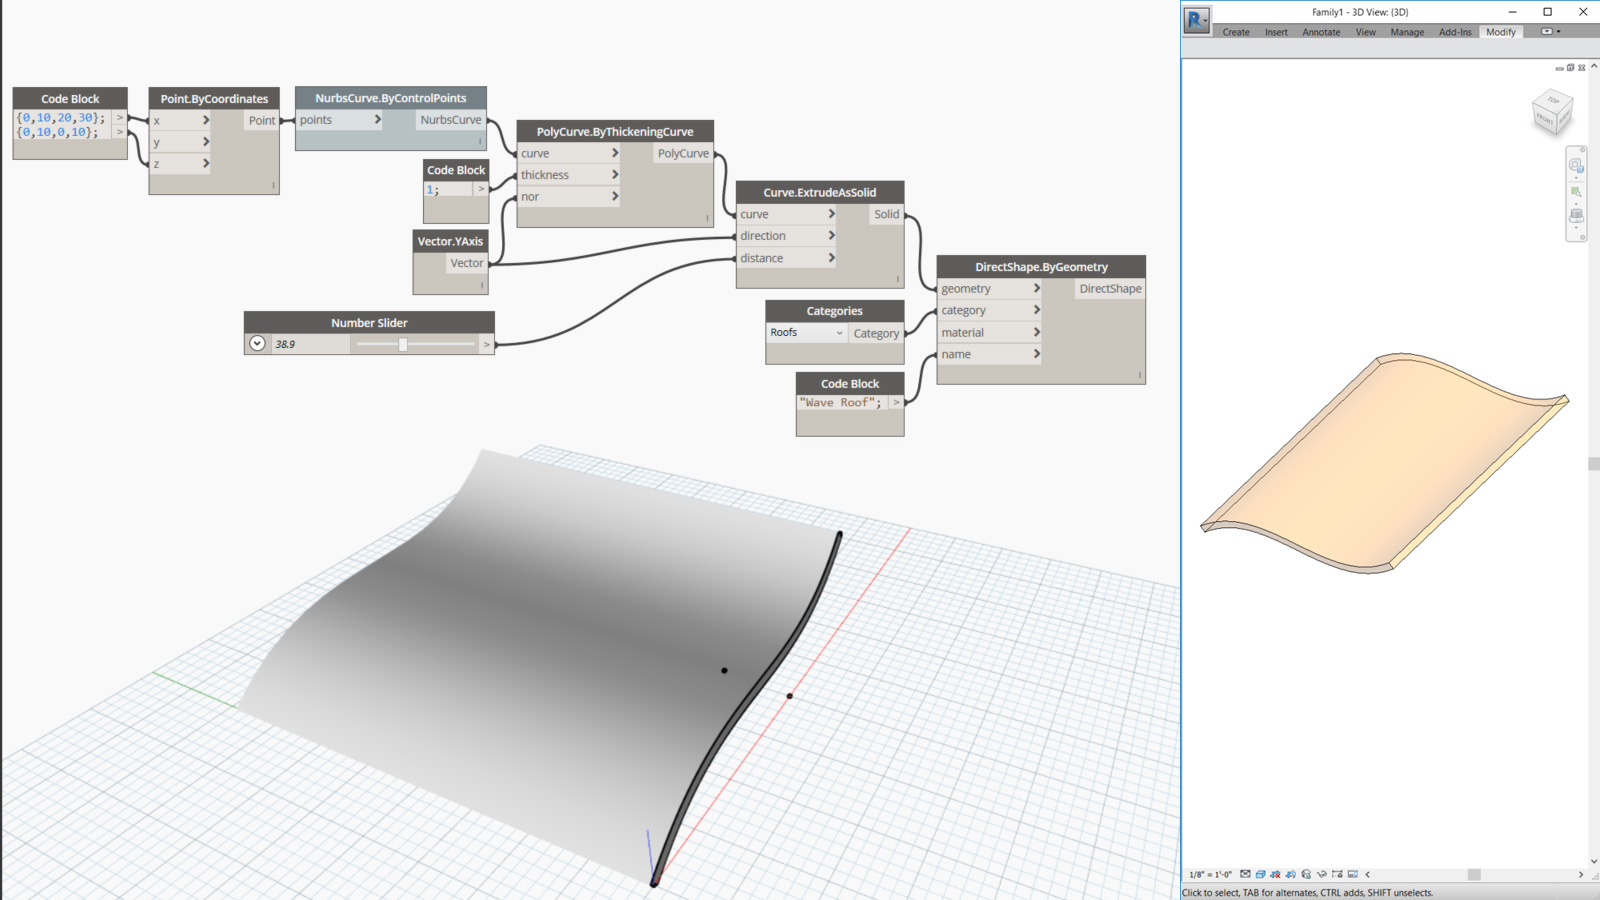 Code Block
{0,10,20,30}; >
{0,10,0,10}; >
Point.ByCoordinates
x > Point
y >
z >
NurbsCurve.ByControlPoints
points > NurbsCurve
PolyCurve.ByThickeningCurve
curve > PolyCurve
thickness >
nor >
Code Block
1; >
Vector.YAxis
Vector
Number Slider
38.9 >
Curve.ExtrudeAsSolid
curve > Solid
direction >
distance >
Categories
Roofs Category
Code Block
"Wave Roof"; >
DirectShape.ByGeometry
geometry > DirectShape
category >
material >
name >
Family1 - 3D View: {3D}
R
Create Insert Annotate View Manage Add-Ins Modify
TOP
FRONT
1/8" = 1'-0"
Click to select, TAB for alternates, CTRL adds, SHIFT unselects.